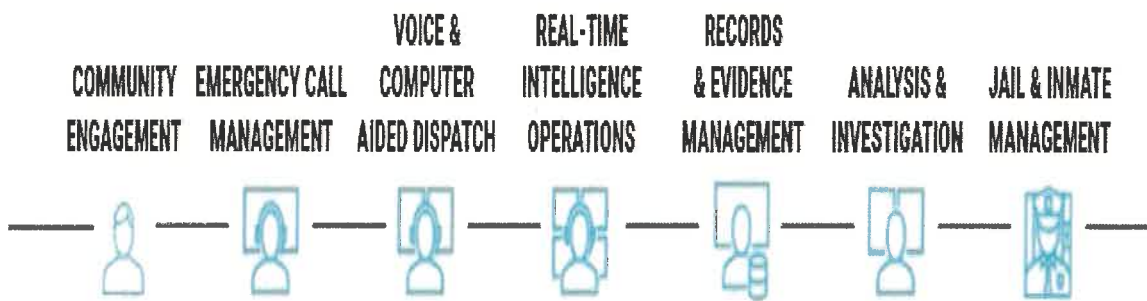 COMMUNITY
ENGAGEMENT
EMERGENCY CALL
MANAGEMENT
VOICE &
COMPUTER
AIDED DISPATCH
REAL-TIME
INTELLIGENCE
OPERATIONS
RECORDS
& EVIDENCE
MANAGEMENT
ANALYSIS &
INVESTIGATION
JAIL & INMATE
MANAGEMENT